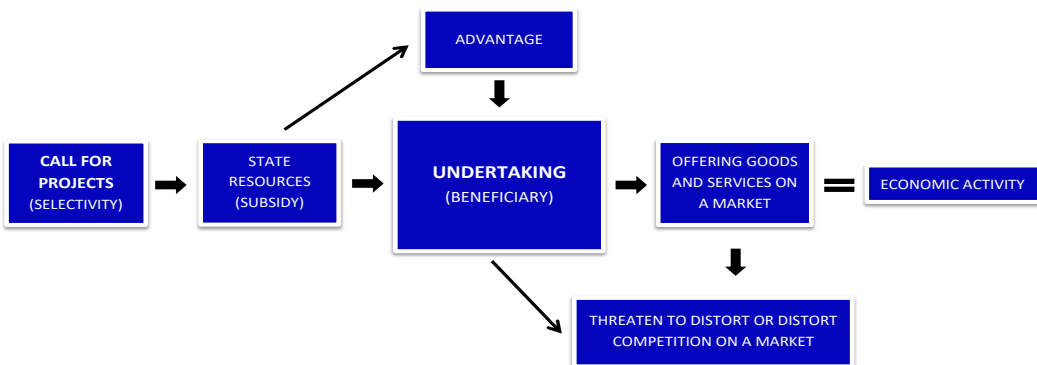 ADVANTAGE
CALL FOR
PROJECTS
(SELECTIVITY)
STATE
RESOURCES
(SUBSIDY)
UNDERTAKING
(BENEFICIARY)
OFFERING GOODS
AND SERVICES ON
A MARKET
=
ECONOMIC ACTIVITY
THREATEN TO DISTORT OR DISTORT
COMPETITION ON A MARKET